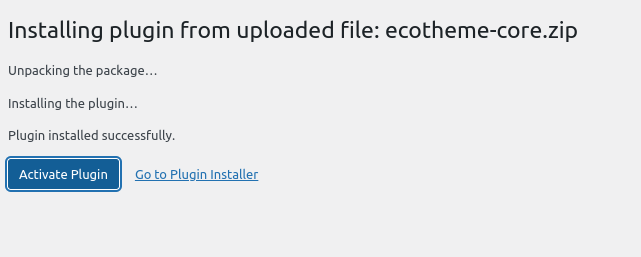 Installing plugin from uploaded file: ecotheme-core.zip
Unpacking the package…
Installing the plugin…
Plugin installed successfully.
Activate Plugin Go to Plugin Installer